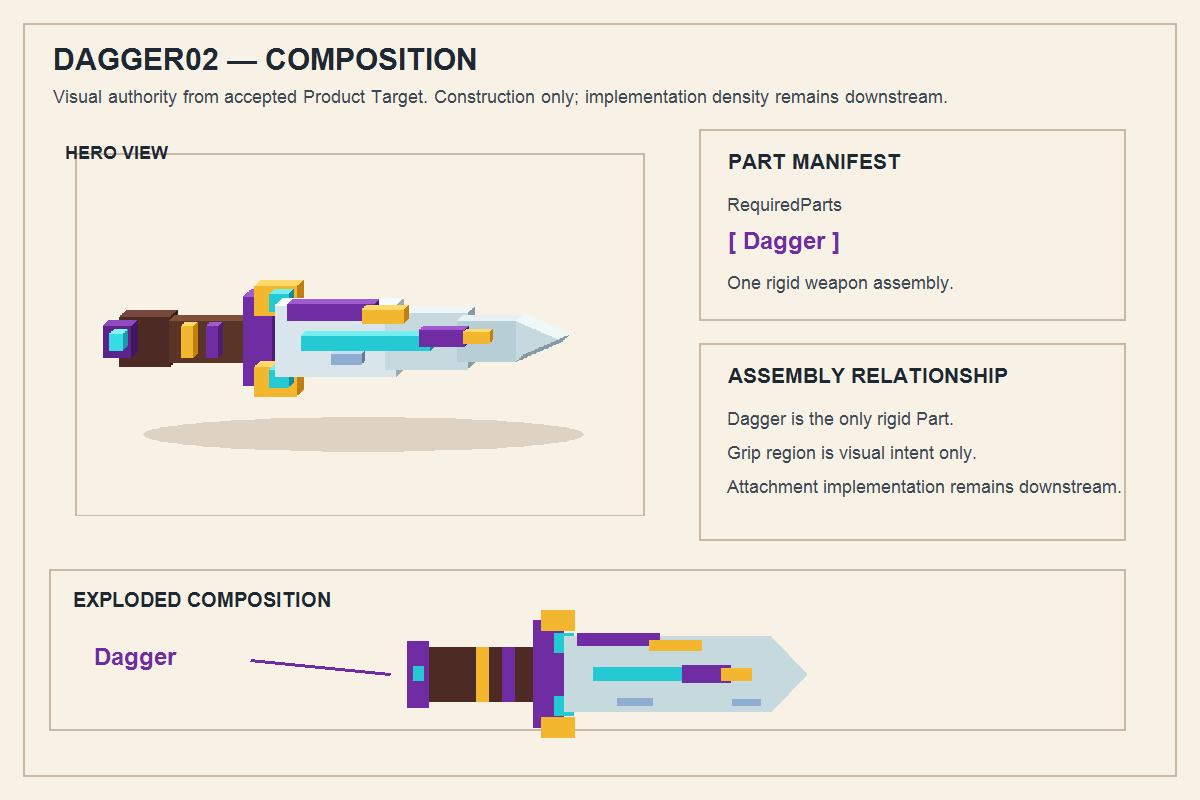 DAGGER02 — COMPOSITION
Visual authority from accepted Product Target. Construction only; implementation density remains downstream.
HERO VIEW
PART MANIFEST
RequiredParts
[ Dagger ]
One rigid weapon assembly.
ASSEMBLY RELATIONSHIP
Dagger is the only rigid Part.
Grip region is visual intent only.
Attachment implementation remains downstream.
EXPLODED COMPOSITION
Dagger